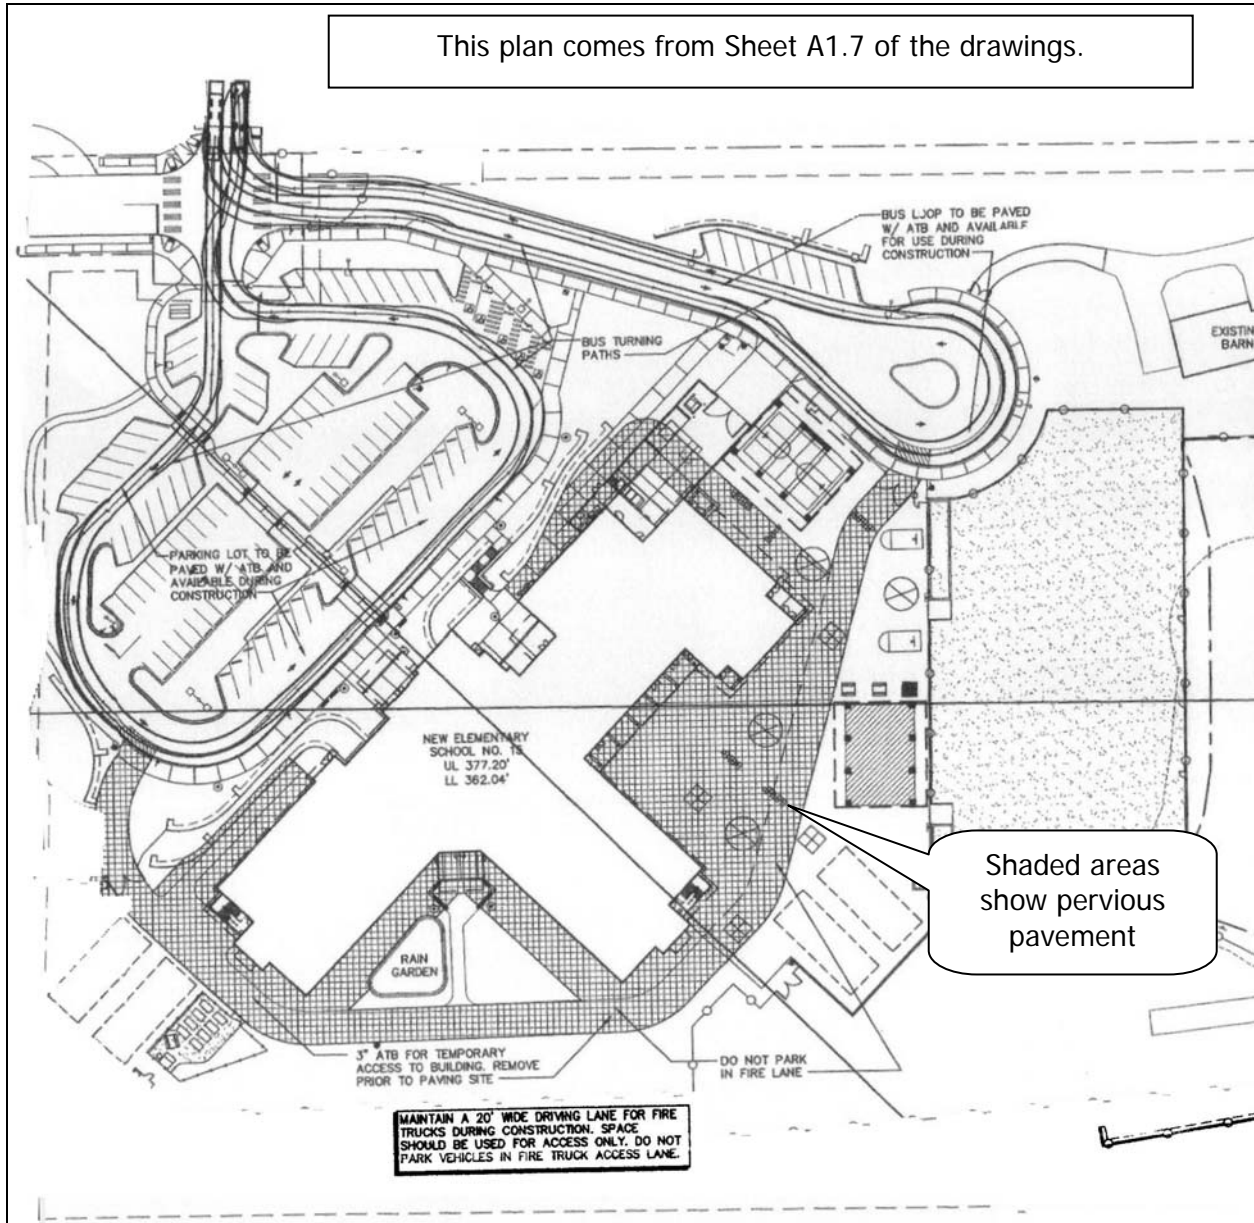 This plan comes from Sheet A1.7 of the drawings.
BUS LOOP TO BE PAVED
W/ ATB AND AVAILABLE
FOR USE DURING
CONSTRUCTION
EXISTIN
BARN
BUS TURNING
PATHS
PARKING LOT TO BE
PAVED W/ ATB AND
AVAILABLE DURING
CONSTRUCTION
NEW ELEMENTARY
SCHOOL NO. 15
UL 377.20'
LL 362.04'
Shaded areas
show pervious
pavement
RAIN
GARDEN
3" ATB FOR TEMPORARY
ACCESS TO BUILDING. REMOVE
PRIOR TO PAVING SITE
DO NOT PARK
IN FIRE LANE
MAINTAIN A 20' WIDE DRIVING LANE FOR FIRE
TRUCKS DURING CONSTRUCTION. SPACE
SHOULD BE USED FOR ACCESS ONLY. DO NOT
PARK VEHICLES IN FIRE TRUCK ACCESS LANE.